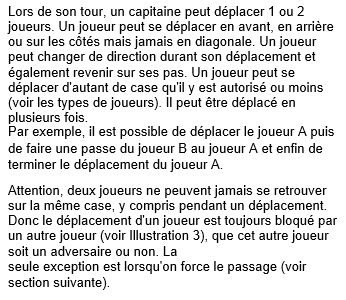 Lors de son tour, un capitaine peut déplacer 1 ou 2
joueurs. Un joueur peut se déplacer en avant, en arrière
ou sur les côtés mais jamais en diagonale. Un joueur
peut changer de direction durant son déplacement et
également revenir sur ses pas. Un joueur peut se
déplacer d'autant de case qu'il y est autorisé ou moins
(voir les types de joueurs). Il peut être déplacé en
plusieurs fois.
Par exemple, il est possible de déplacer le joueur A puis
de faire une passe du joueur B au joueur A et enfin de
terminer le déplacement du joueur A.
Attention, deux joueurs ne peuvent jamais se retrouver
sur la même case, y compris pendant un déplacement.
Donc le déplacement d'un joueur est toujours bloqué par
un autre joueur (voir Illustration 3), que cet autre joueur
soit un adversaire ou non. La
seule exception est lorsqu'on force le passage (voir
section suivante).